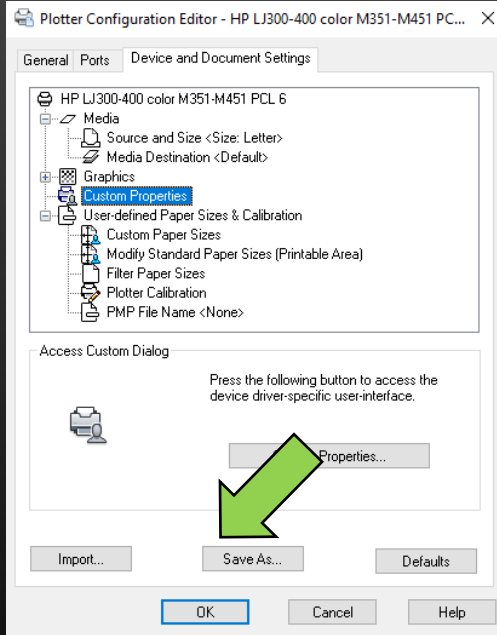 Plotter Configuration Editor - HP LJ300-400 color M351-M451 PC...
General Ports Device and Document Settings
HP LJ300-400 color M351-M451 PCL 6
Media
Source and Size <Size: Letter>
Media Destination <Default>
Graphics
Custom Properties
User-defined Paper Sizes & Calibration
Custom Paper Sizes
Modify Standard Paper Sizes (Printable Area)
Filter Paper Sizes
Plotter Calibration
PMP File Name <None>
Access Custom Dialog
Press the following button to access the
device driver-specific user-interface.
Properties...
Import... Save As... Defaults
OK Cancel Help